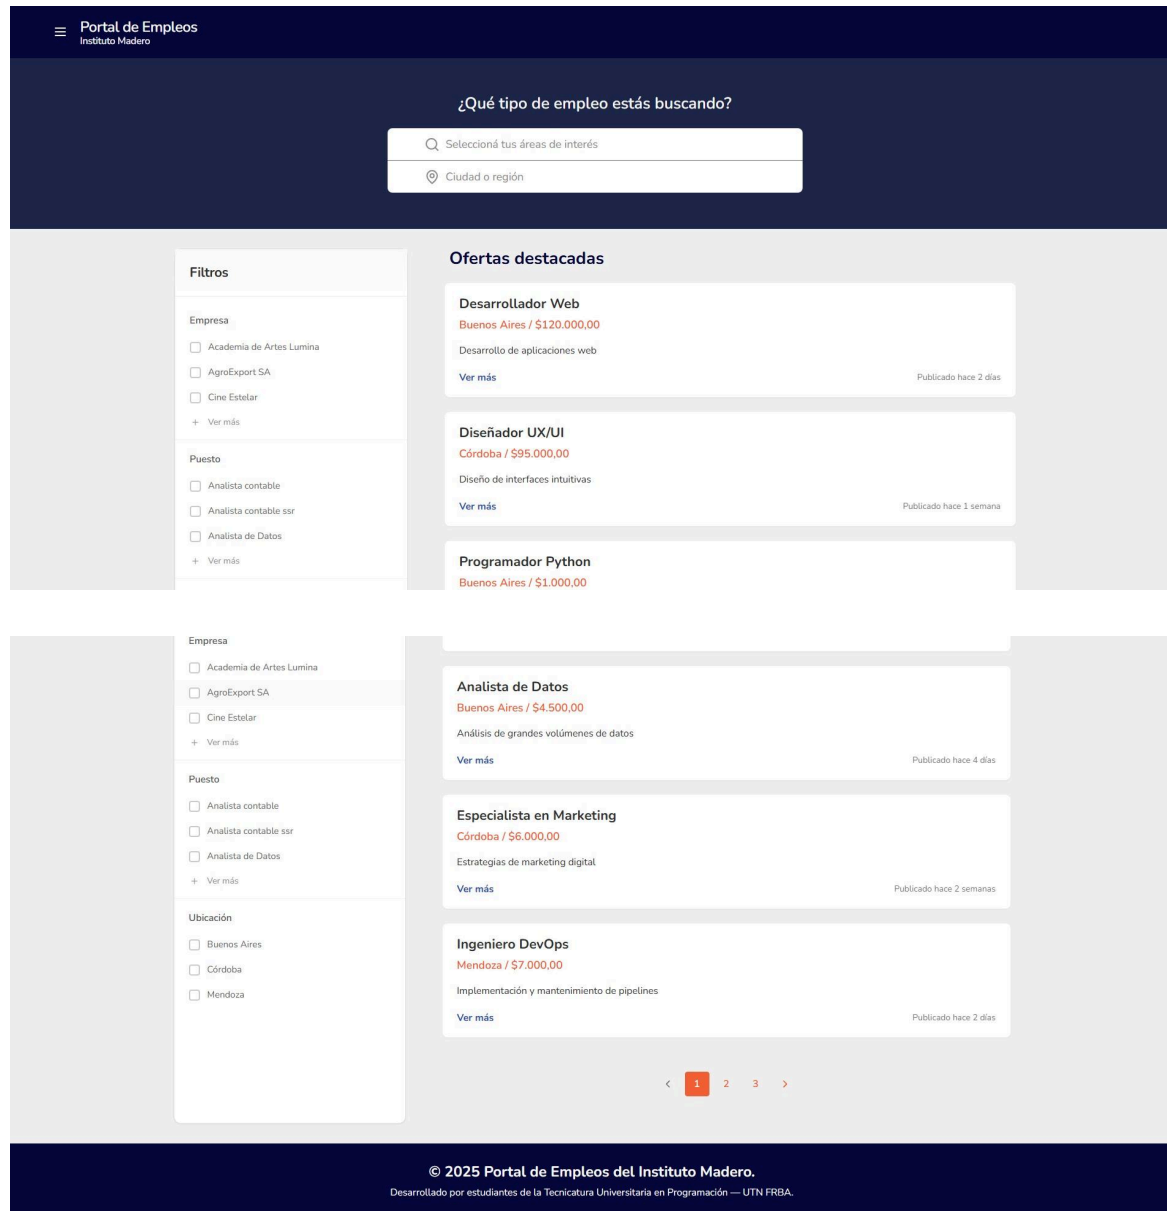 Portal de Empleos
Instituto Madero
¿Qué tipo de empleo estás buscando?
Seleccioná tus áreas de interés
Ciudad o región
Filtros
Empresa
Academia de Artes Lumina
AgroExport SA
Cine Estelar
+ Ver más
Puesto
Analista contable
Analista contable ssr
Analista de Datos
+ Ver más
Ofertas destacadas
Desarrollador Web
Buenos Aires / $120.000,00
Desarrollo de aplicaciones web
Ver más Publicado hace 2 días
Diseñador UX/UI
Córdoba / $95.000,00
Diseño de interfaces intuitivas
Ver más Publicado hace 1 semana
Programador Python
Buenos Aires / $1.000,00
Empresa
Academia de Artes Lumina
AgroExport SA
Cine Estelar
+ Ver más
Puesto
Analista contable
Analista contable ssr
Analista de Datos
+ Ver más
Ubicación
Buenos Aires
Córdoba
Mendoza
Analista de Datos
Buenos Aires / $4.500,00
Análisis de grandes volúmenes de datos
Ver más Publicado hace 4 días
Especialista en Marketing
Córdoba / $6.000,00
Estrategias de marketing digital
Ver más Publicado hace 2 semanas
Ingeniero DevOps
Mendoza / $7.000,00
Implementación y mantenimiento de pipelines
Ver más Publicado hace 2 días
< 1 2 3 >
© 2025 Portal de Empleos del Instituto Madero.
Desarrollado por estudiantes de la Tecnicatura Universitaria en Programación — UTN FRBA.